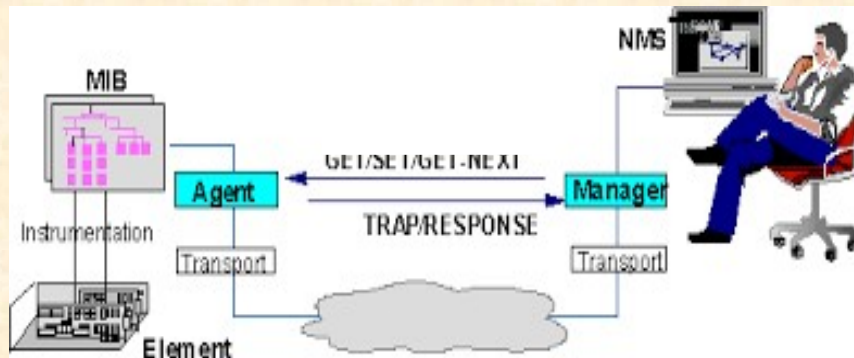 NMS
MIB
GET/SET/GET-NEXT
Agent
Manager
TRAP/RESPONSE
Instrumentation
Transport
Transport
Element